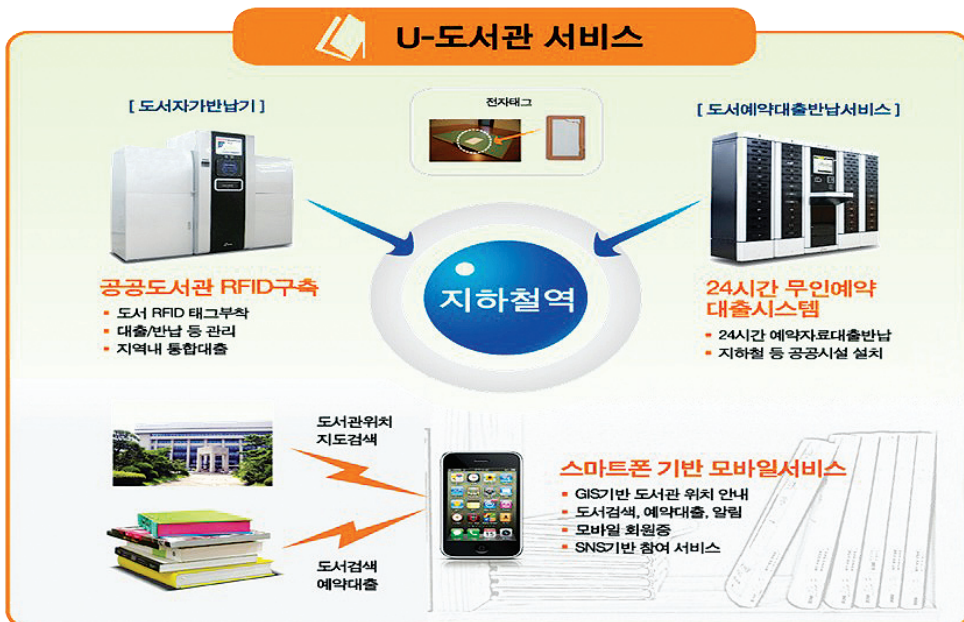 U-도서관 서비스
[ 도서자가반납기 ]
전자태그
[ 도서예약대출반납서비스 ]
지하철역
공공도서관 RFID구축
▪ 도서 RFID 태그부착
▪ 대출/반납 등 관리
▪ 지역내 통합대출
24시간 무인예약
대출시스템
▪ 24시간 예약자료대출반납
▪ 지하철 등 공공시설 설치
도서관위치
지도검색
도서검색
예약대출
스마트폰 기반 모바일서비스
▪ GIS기반 도서관 위치 안내
▪ 도서검색, 예약대출, 알림
▪ 모바일 회원증
▪ SNS기반 참여 서비스